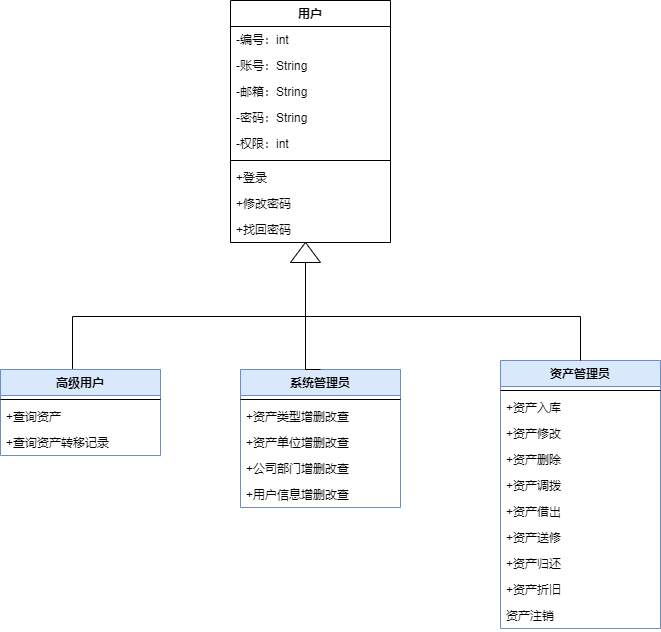 用户
-编号：int
-账号：String
-邮箱：String
-密码：String
-权限：int
+登录
+修改密码
+找回密码
高级用户
+查询资产
+查询资产转移记录
系统管理员
+资产类型增删改查
+资产单位增删改查
+公司部门增删改查
+用户信息增删改查
资产管理员
+资产入库
+资产修改
+资产删除
+资产调拨
+资产借出
+资产送修
+资产归还
+资产折旧
资产注销